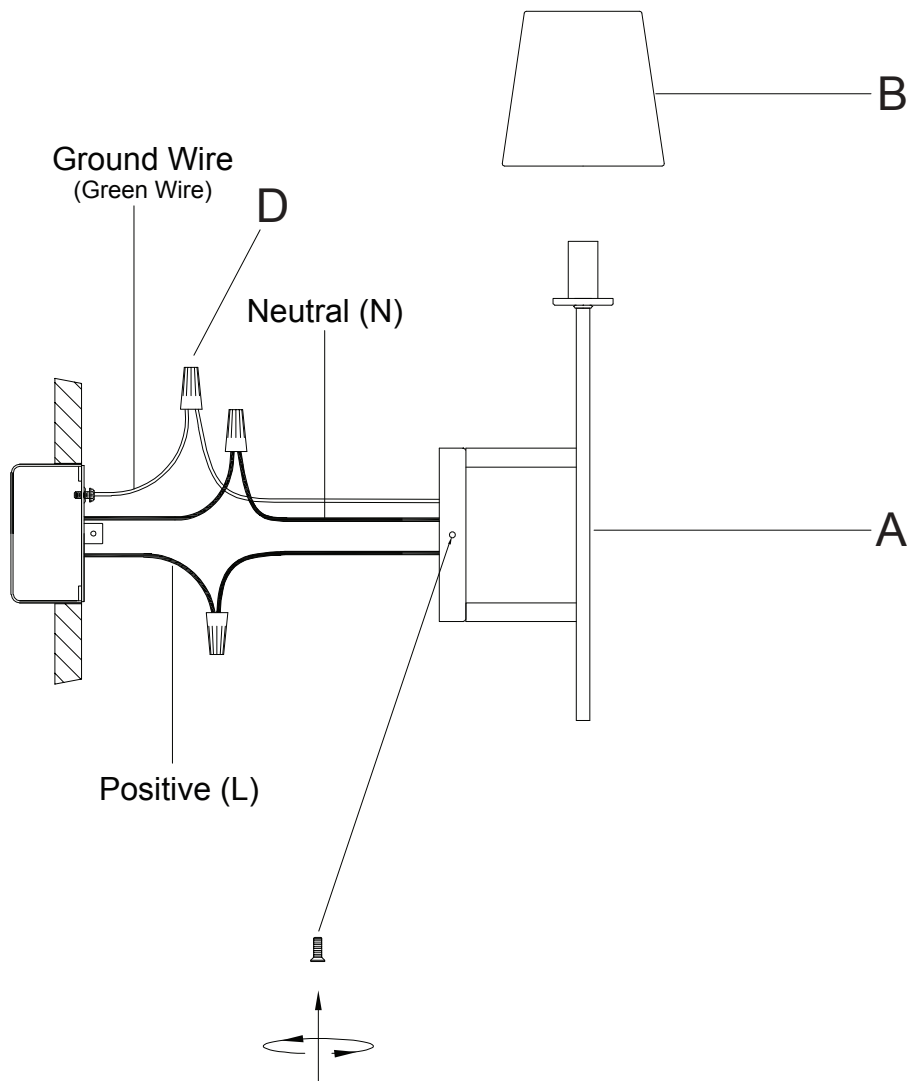 B
Ground Wire
(Green Wire)
D
Neutral (N)
A
Positive (L)